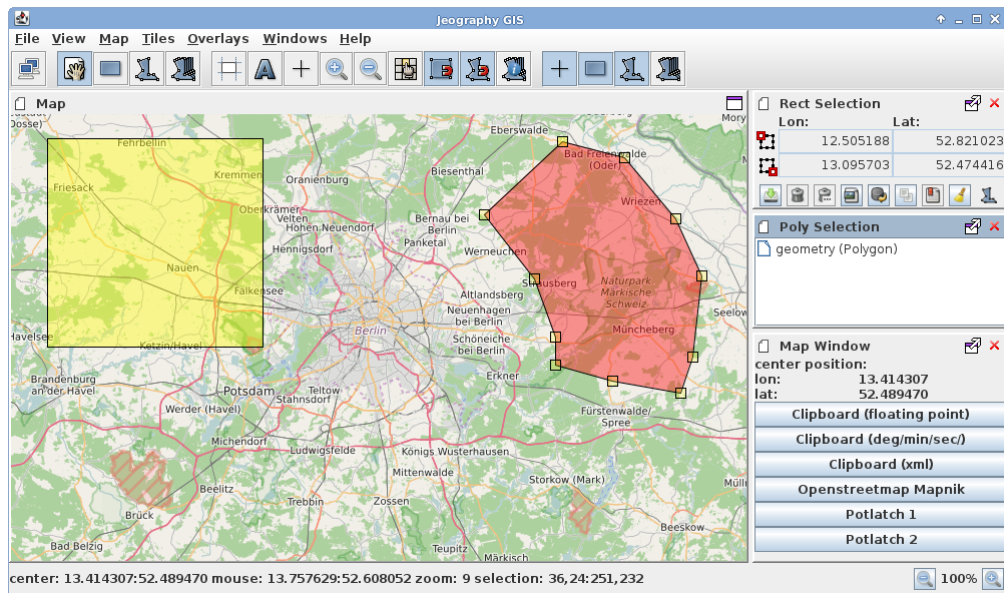 Jeography GIS
File View Map Tiles Overlays Windows Help
Map
Dosse)
Fehrbellin
Eberswalde
Mory
Friesack
Kremmen
Oranienburg
Biesenthal
Bad Freienwalde
(Oder)
Wriezen
Oberkrämer
Velten
Hohen Neuendorf
Bernau bei
Berlin
Hennigsdorf
Panketal
Werneuchen
Nauen
Falkensee
Altlandsberg
Strausberg
Naturpark
Märkische
Schweiz
Seelow
Neuenhagen
bei Berlin
Berlin
Müncheberg
Havelsee
Ketzin/Havel
Schöneiche
bei Berlin
Brandenburg
an der Havel
Potsdam
Teltow
Stahnsdorf
Erkner
Werder (Havel)
Fürstenwalde/
Spree
Michendorf
Ludwigsfelde
Königs Wusterhausen
Mittenwalde
Storkow (Mark)
Beelitz
Trebbin
Zossen
Brück
Beeskow
Bad Belzig
Teupitz
Märkisch
Rect Selection
Lon: Lat:
12.505188 52.821023
13.095703 52.474416
Poly Selection
geometry (Polygon)
Map Window
center position:
lon: 13.414307
lat: 52.489470
Clipboard (floating point)
Clipboard (deg/min/sec/)
Clipboard (xml)
Openstreetmap Mapnik
Potlatch 1
Potlatch 2
center: 13.414307:52.489470 mouse: 13.757629:52.608052 zoom: 9 selection: 36,24:251,232
100%